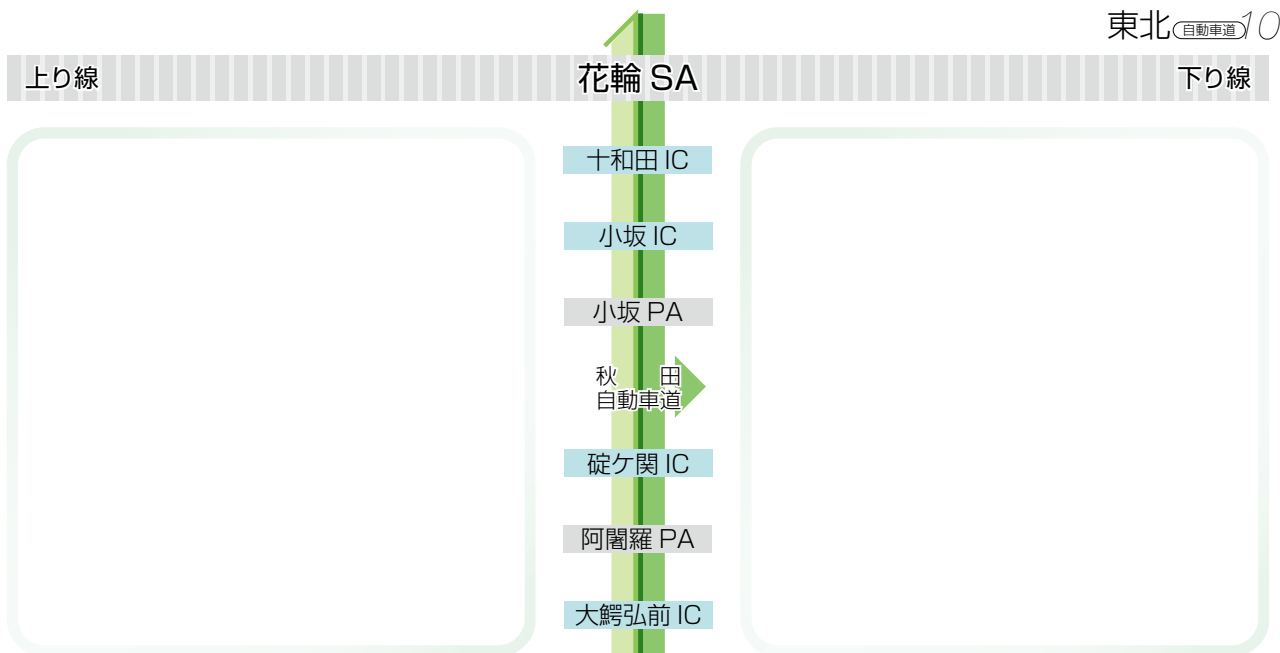 東北 自動車道 10
上り線 花輪 SA 下り線
十和田 IC
小坂 IC
小坂 PA
秋　田
自動車道
碇ケ関 IC
阿闍羅 PA
大鰐弘前 IC